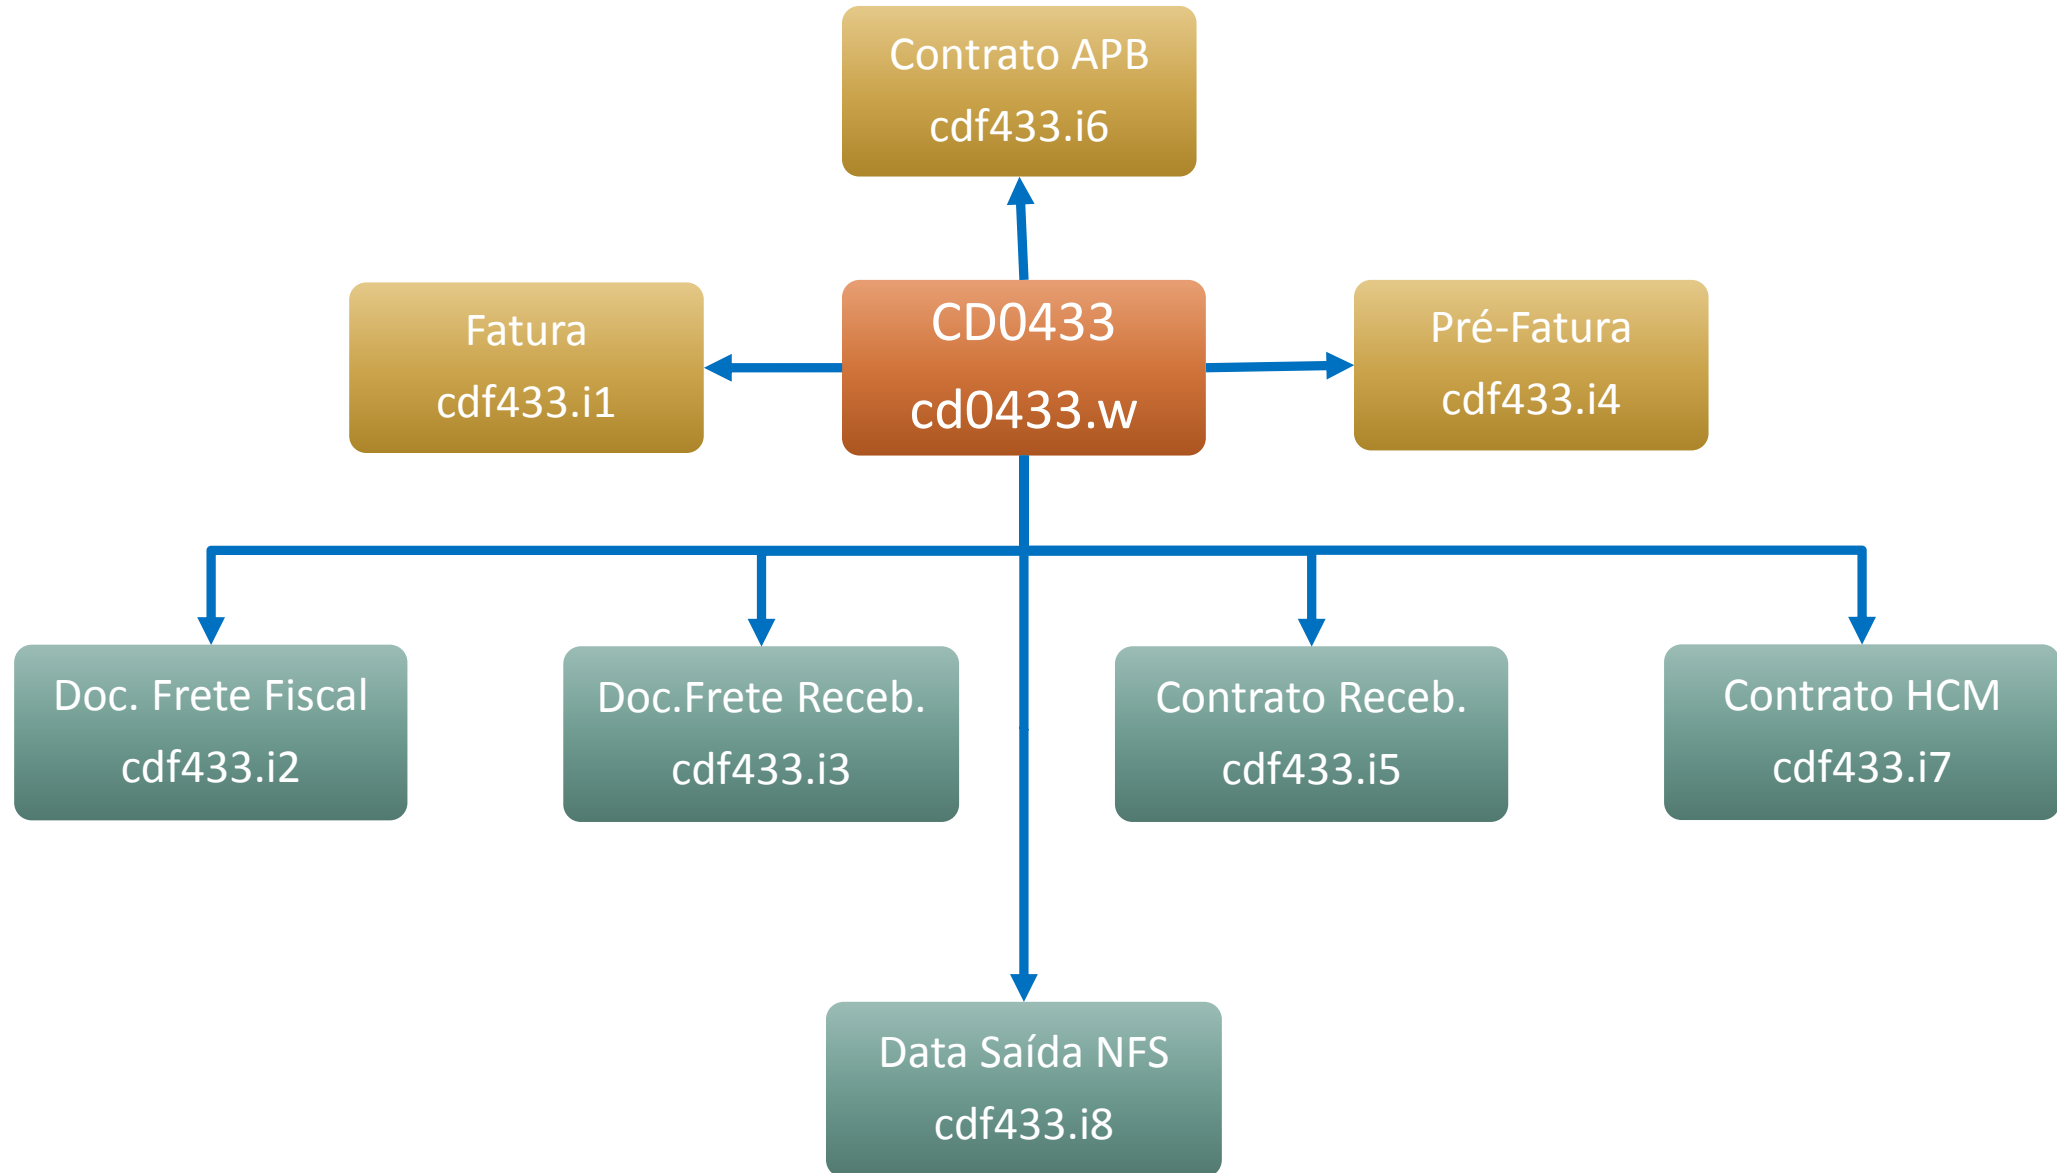 Contrato APB
cdf433.i6
Fatura
cdf433.i1
CD0433
cd0433.w
Pré-Fatura
cdf433.i4
Doc. Frete Fiscal
cdf433.i2
Doc.Frete Receb.
cdf433.i3
Contrato Receb.
cdf433.i5
Contrato HCM
cdf433.i7
Data Saída NFS
cdf433.i8